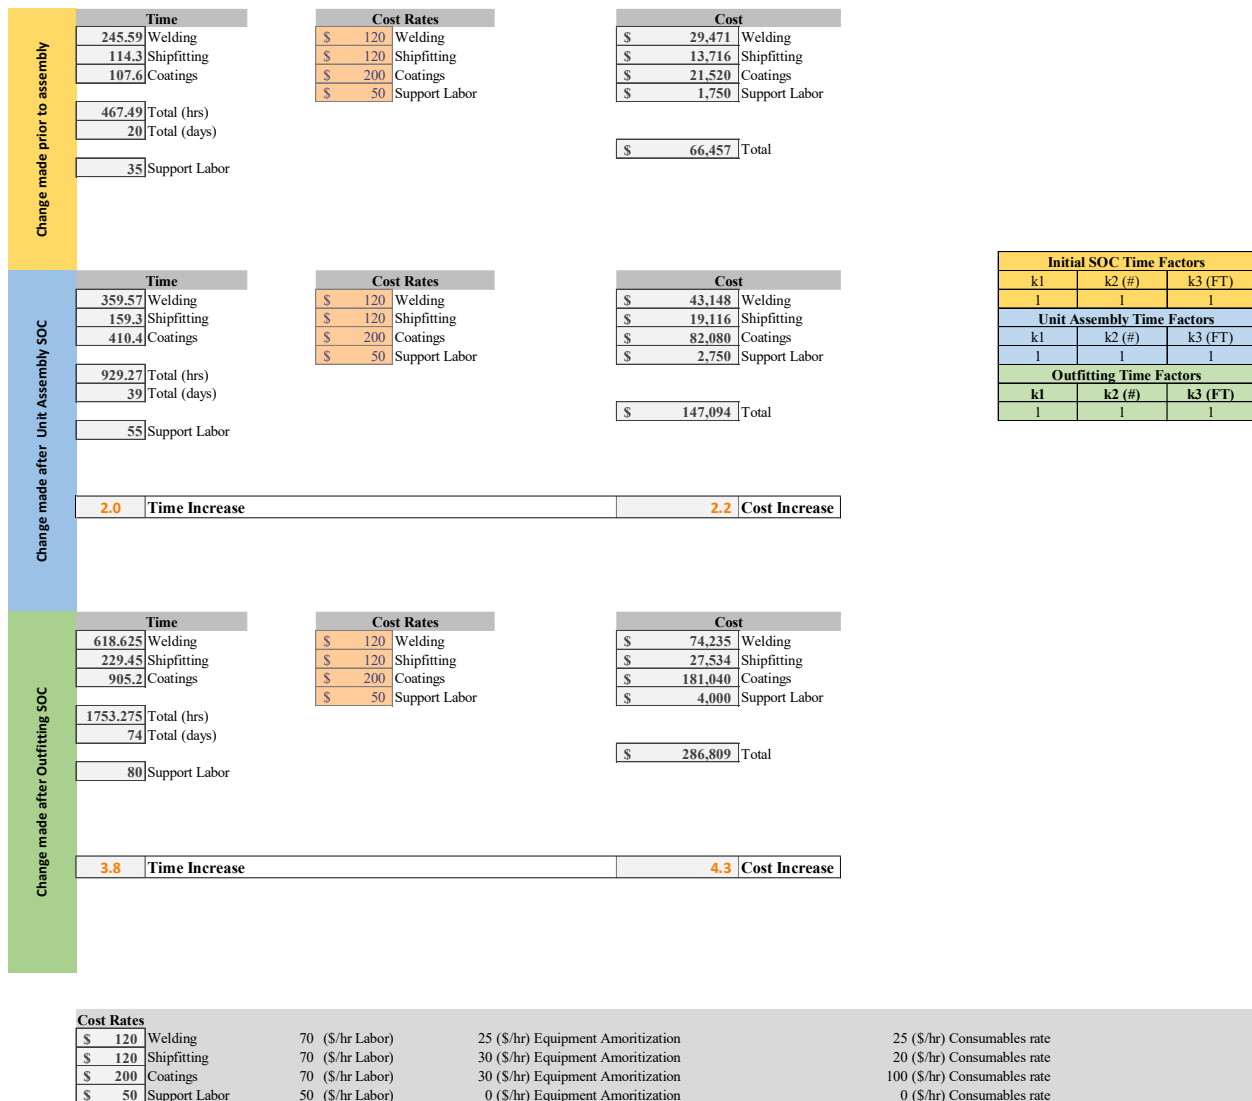 Change made prior to assembly
Time Cost Rates Cost
245.59 Welding $ 120 Welding $ 29,471 Welding
114.3 Shipfitting $ 120 Shipfitting $ 13,716 Shipfitting
107.6 Coatings $ 200 Coatings $ 21,520 Coatings
$ 50 Support Labor $ 1,750 Support Labor
467.49 Total (hrs)
20 Total (days)
$ 66,457 Total
35 Support Labor
Initial SOC Time Factors
k1 k2 (#) k3 (FT)
1 1 1
Unit Assembly Time Factors
k1 k2 (#) k3 (FT)
1 1 1
Outfitting Time Factors
k1 k2 (#) k3 (FT)
1 1 1
Change made after Unit Assembly SOC
Time Cost Rates Cost
359.57 Welding $ 120 Welding $ 43,148 Welding
159.3 Shipfitting $ 120 Shipfitting $ 19,116 Shipfitting
410.4 Coatings $ 200 Coatings $ 82,080 Coatings
$ 50 Support Labor $ 2,750 Support Labor
929.27 Total (hrs)
39 Total (days)
$ 147,094 Total
55 Support Labor
2.0 Time Increase 2.2 Cost Increase
Change made after Outfitting SOC
Time Cost Rates Cost
618.625 Welding $ 120 Welding $ 74,235 Welding
229.45 Shipfitting $ 120 Shipfitting $ 27,534 Shipfitting
905.2 Coatings $ 200 Coatings $ 181,040 Coatings
$ 50 Support Labor $ 4,000 Support Labor
1753.275 Total (hrs)
74 Total (days)
$ 286,809 Total
80 Support Labor
3.8 Time Increase 4.3 Cost Increase
Cost Rates
$ 120 Welding 70 ($/hr Labor) 25 ($/hr) Equipment Amoritization 25 ($/hr) Consumables rate
$ 120 Shipfitting 70 ($/hr Labor) 30 ($/hr) Equipment Amoritization 20 ($/hr) Consumables rate
$ 200 Coatings 70 ($/hr Labor) 30 ($/hr) Equipment Amoritization 100 ($/hr) Consumables rate
$ 50 Support Labor 50 ($/hr Labor) 0 ($/hr) Equipment Amoritization 0 ($/hr) Consumables rate